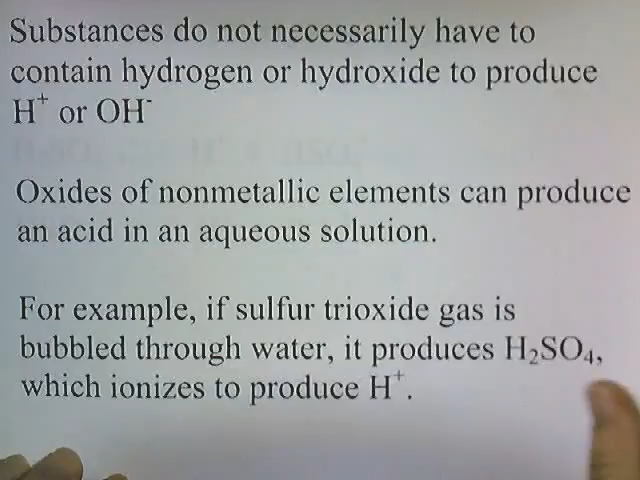 Substances do not necessarily have to
contain hydrogen or hydroxide to produce
H⁺ or OH⁻
Oxides of nonmetallic elements can produce
an acid in an aqueous solution.
For example, if sulfur trioxide gas is
bubbled through water, it produces H₂SO₄,
which ionizes to produce H⁺.